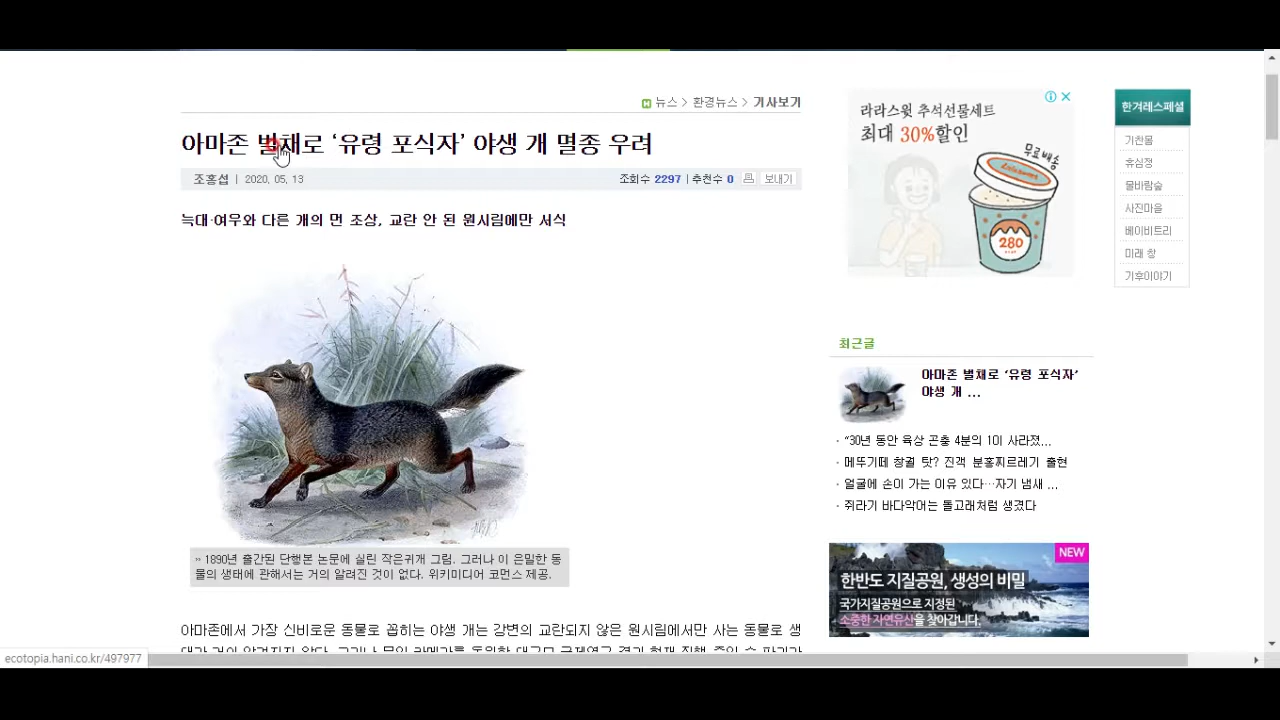 뉴스 > 환경뉴스 > 기사보기
아마존 벌채로 ‘유령 포식자’ 야생 개 멸종 우려
조홍섭 | 2020. 05. 13
조회수 2297 | 추천수 0 보내기
늑대·여우와 다른 개의 먼 조상, 교란 안 된 원시림에만 서식
» 1890년 출간된 단행본 논문에 실린 작은귀개 그림. 그러나 이 은밀한 동
물의 생태에 관해서는 거의 알려진 것이 없다. 위키미디어 코먼스 제공.
아마존에서 가장 신비로운 동물로 꼽히는 야생 개는 강변의 교란되지 않은 원시림에서만 사는 동물로 생
라라스윗 추석선물세트
최대 30%할인
무료배송
280
최근글
아마존 벌채로 ‘유령 포식자’
야생 개 ...
· “30년 동안 육상 곤충 4분의 1이 사라졌...
· 메뚜기떼 창궐 탓? 진객 분홍찌르레기 출현
· 얼굴에 손이 가는 이유 있다…자기 냄새 ...
· 쥐라기 바다악어는 돌고래처럼 생겼다
NEW
한반도 지질공원, 생성의 비밀
국가지질공원으로 지정된
소중한 자연유산을 찾아갑니다.
한겨레스페셜
기찬몸
휴심정
물바람숲
사진마을
베이비트리
미래 창
기후이야기
ecotopia.hani.co.kr/497977